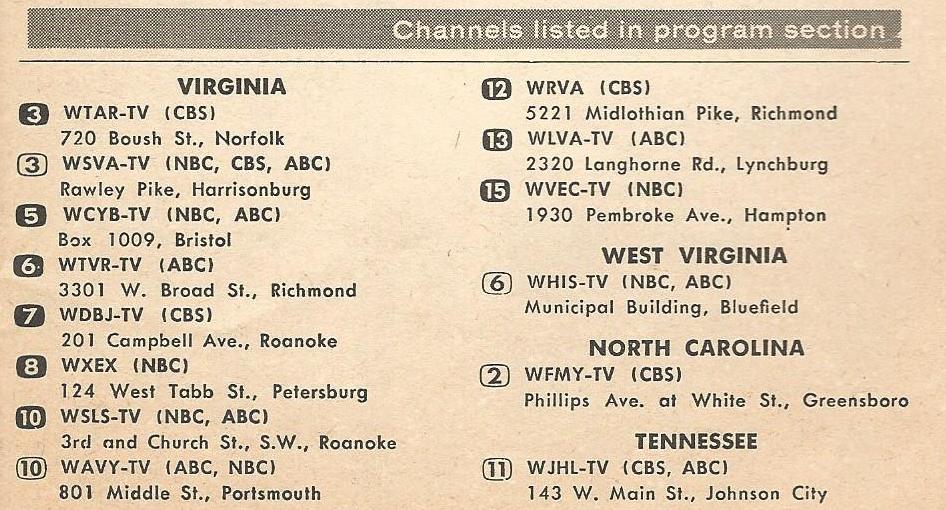 Channels listed in program section
VIRGINIA
3 WTAR-TV (CBS)
720 Boush St., Norfolk
3 WSVA-TV (NBC, CBS, ABC)
Rawley Pike, Harrisonburg
5 WCYB-TV (NBC, ABC)
Box 1009, Bristol
6 WTVR-TV (ABC)
3301 W. Broad St., Richmond
7 WDBJ-TV (CBS)
201 Campbell Ave., Roanoke
8 WXEX (NBC)
124 West Tabb St., Petersburg
10 WSLS-TV (NBC, ABC)
3rd and Church St., S.W., Roanoke
10 WAVY-TV (ABC, NBC)
801 Middle St., Portsmouth
12 WRVA (CBS)
5221 Midlothian Pike, Richmond
13 WLVA-TV (ABC)
2320 Langhorne Rd., Lynchburg
15 WVEC-TV (NBC)
1930 Pembroke Ave., Hampton
WEST VIRGINIA
6 WHIS-TV (NBC, ABC)
Municipal Building, Bluefield
NORTH CAROLINA
2 WFMY-TV (CBS)
Phillips Ave. at White St., Greensboro
TENNESSEE
11 WJHL-TV (CBS, ABC)
143 W. Main St., Johnson City